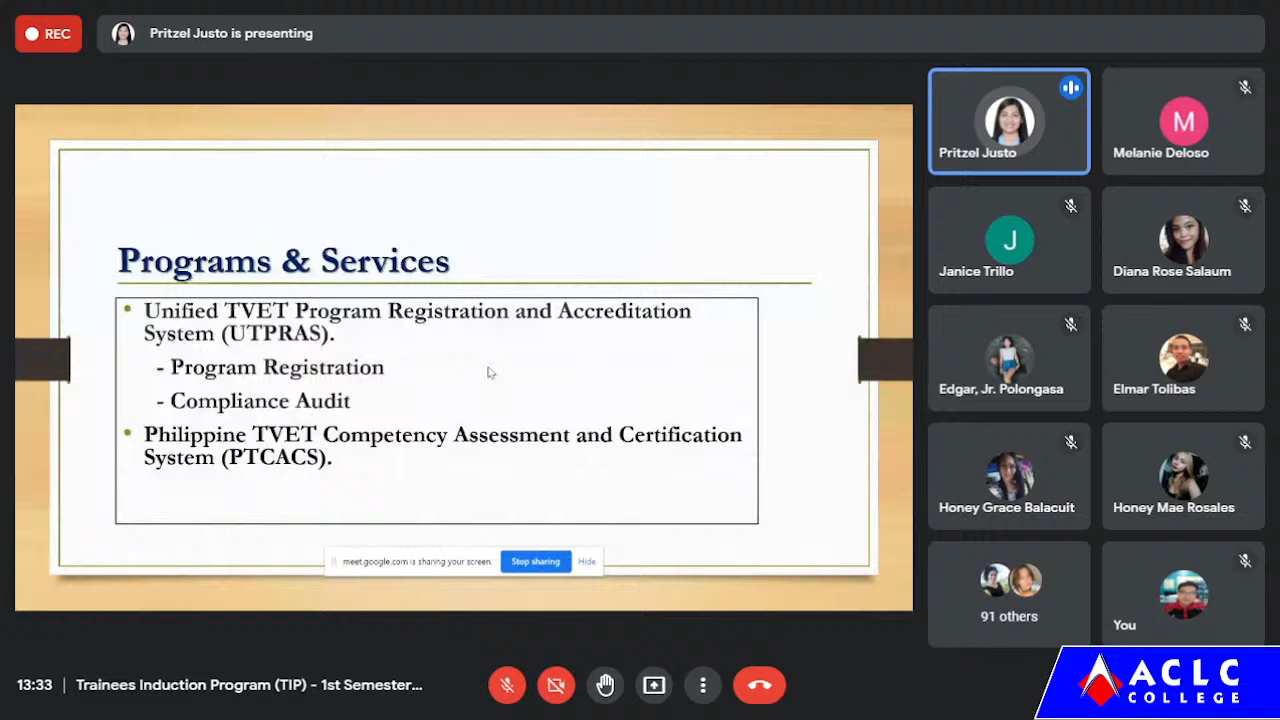 REC
Pritzel Justo is presenting
Programs & Services
• Unified TVET Program Registration and Accreditation
System (UTPRAS).
- Program Registration
- Compliance Audit
• Philippine TVET Competency Assessment and Certification
System (PTCACS).
meet.google.com is sharing your screen.
Stop sharing
Hide
Pritzel Justo
M
Melanie Deloso
J
Janice Trillo
Diana Rose Salaum
Edgar, Jr. Polongasa
Elmar Tolibas
Honey Grace Balacuit
Honey Mae Rosales
91 others
You
13:33 | Trainees Induction Program (TIP) - 1st Semester...
ACLC
COLLEGE